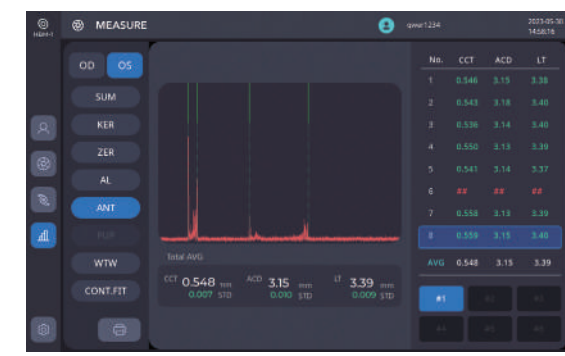 MEASURE
qwer1234
2023-05-30
14:58:16
OD OS
SUM
KER
ZER
AL
ANT
PUP
WTW
CONT.FIT
Total AVG
CCT 0.548 mm
0.007 STD
ACD 3.15 mm
0.010 STD
LT 3.39 mm
0.009 STD
No. CCT ACD LT
1 0.546 3.15 3.38
2 0.543 3.16 3.40
3 0.536 3.14 3.40
4 0.550 3.13 3.39
5 0.541 3.14 3.37
6 ## ## ##
7 0.558 3.13 3.39
8 0.559 3.15 3.40
AVG 0.548 3.15 3.39
#1 #2 #3
#4 #5 #6